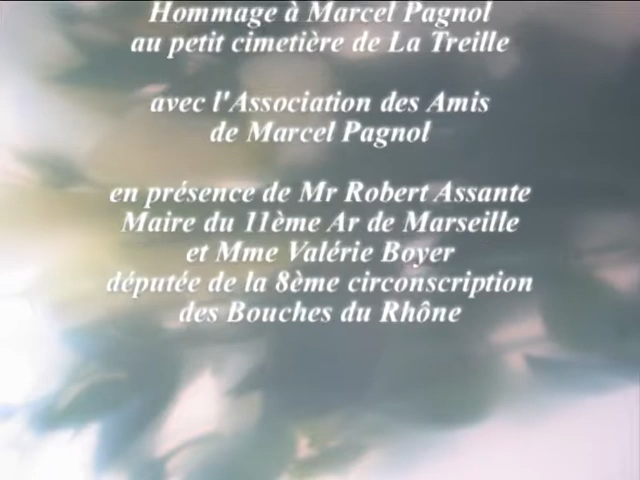 Hommage à Marcel Pagnol
au petit cimetière de La Treille
avec l'Association des Amis
de Marcel Pagnol
en présence de Mr Robert Assante
Maire du 11ème Ar de Marseille
et Mme Valérie Boyer
députée de la 8ème circonscription
des Bouches du Rhône